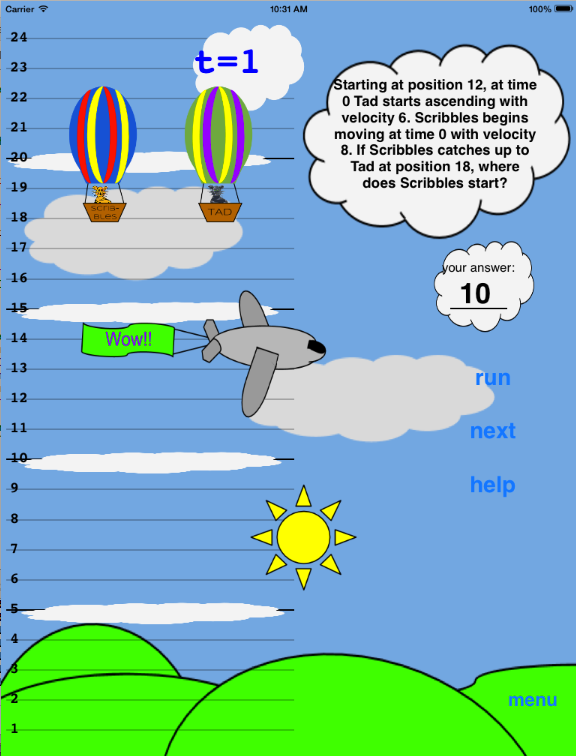 Carrier
10:31 AM
100%
t=1
Starting at position 12, at time
0 Tad starts ascending with
velocity 6. Scribbles begins
moving at time 0 with velocity
8. If Scribbles catches up to
Tad at position 18, where
does Scribbles start?
24
23
22
21
20
19
18
17
16
15
14
13
12
11
10
9
8
7
6
5
4
3
2
1
SCRIB-
BLES
TAD
your answer:
10
Wow!!
run
next
help
menu